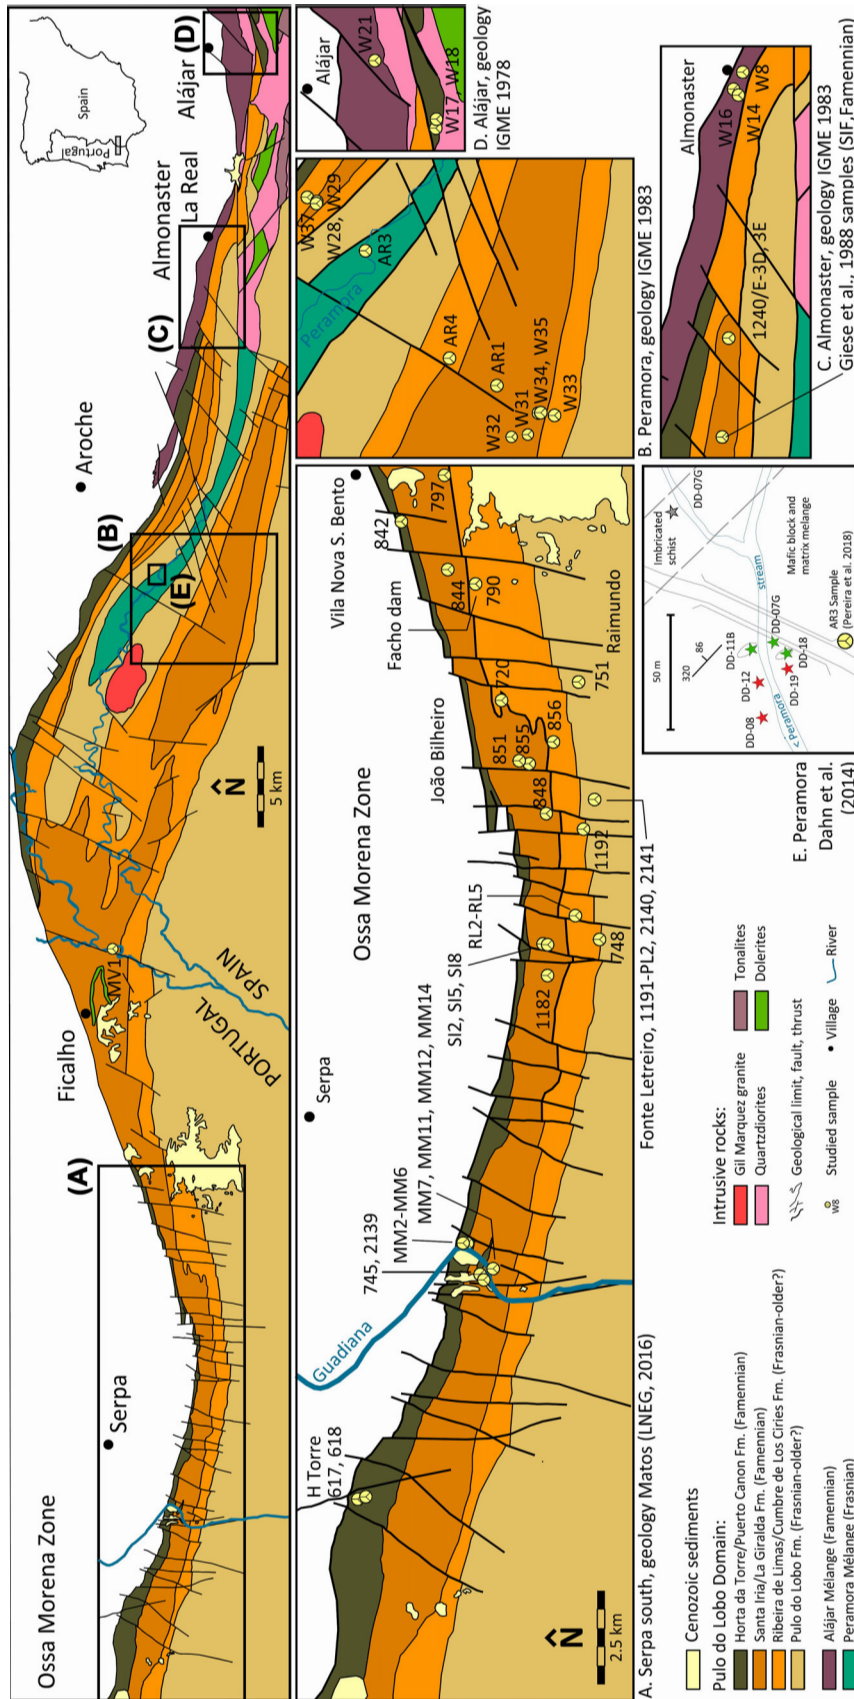 Ossa Morena Zone
Serpa
(A)
Ficalho
MV1
PORTUGAL
SPAIN
N̂
5 km
(B)
(E)
Aroche
(C)
Almonaster
La Real
Alájar (D)
Spain
Portugal
H Torre
617, 618
Guadiana
Serpa
745, 2139
MM2-MM6
MM7, MM11, MM12, MM14
SI2, SI5, SI8
RL2-RL5
1182
748
Ossa Morena Zone
1192
848
João Bilheiro
851
855
856
720
751
Raimundo
Facho dam
844
790
842
797
Vila Nova S. Bento
N̂
2.5 km
A. Serpa south, geology Matos (LNEG, 2016)
Fonte Letreiro, 1191-PL2, 2140, 2141
W37
W28, W29
AR3
Peramora
AR4
AR1
W32
W31
W34, W35
W33
B. Peramora, geology IGME 1983
Alájar
W21
W17, W18
D. Alájar, geology
IGME 1978
Almonaster
W16
W14
W8
1240/E-3D, 3E
C. Almonaster, geology IGME 1983
Giese et al., 1988 samples (SIF,Famennian)
Cenozoic sediments
Pulo do Lobo Domain:
Horta da Torre/Puerto Canon Fm. (Famennian)
Santa Iria/La Giralda Fm. (Famennian)
Ribeira de Limas/Cumbre de Los Ciries Fm. (Frasnian-older?)
Pulo do Lobo Fm. (Frasnian-older?)
Alájar Mélange (Famennian)
Peramora Mélange (Frasnian)
Intrusive rocks:
Gil Marquez granite
Quartzdiorites
Tonalites
Dolerites
Geological limit, fault, thrust
W8 Studied sample
Village
River
E. Peramora
Dahn et al.
(2014)
50 m
320
86
Imbricated
schist
DD-07G
DD-11B
DD-12
DD-08
DD-07G
DD-18
DD-19
< Peramora
stream
Mafic block and
matrix melange
AR3 Sample
(Pereira et al. 2018)